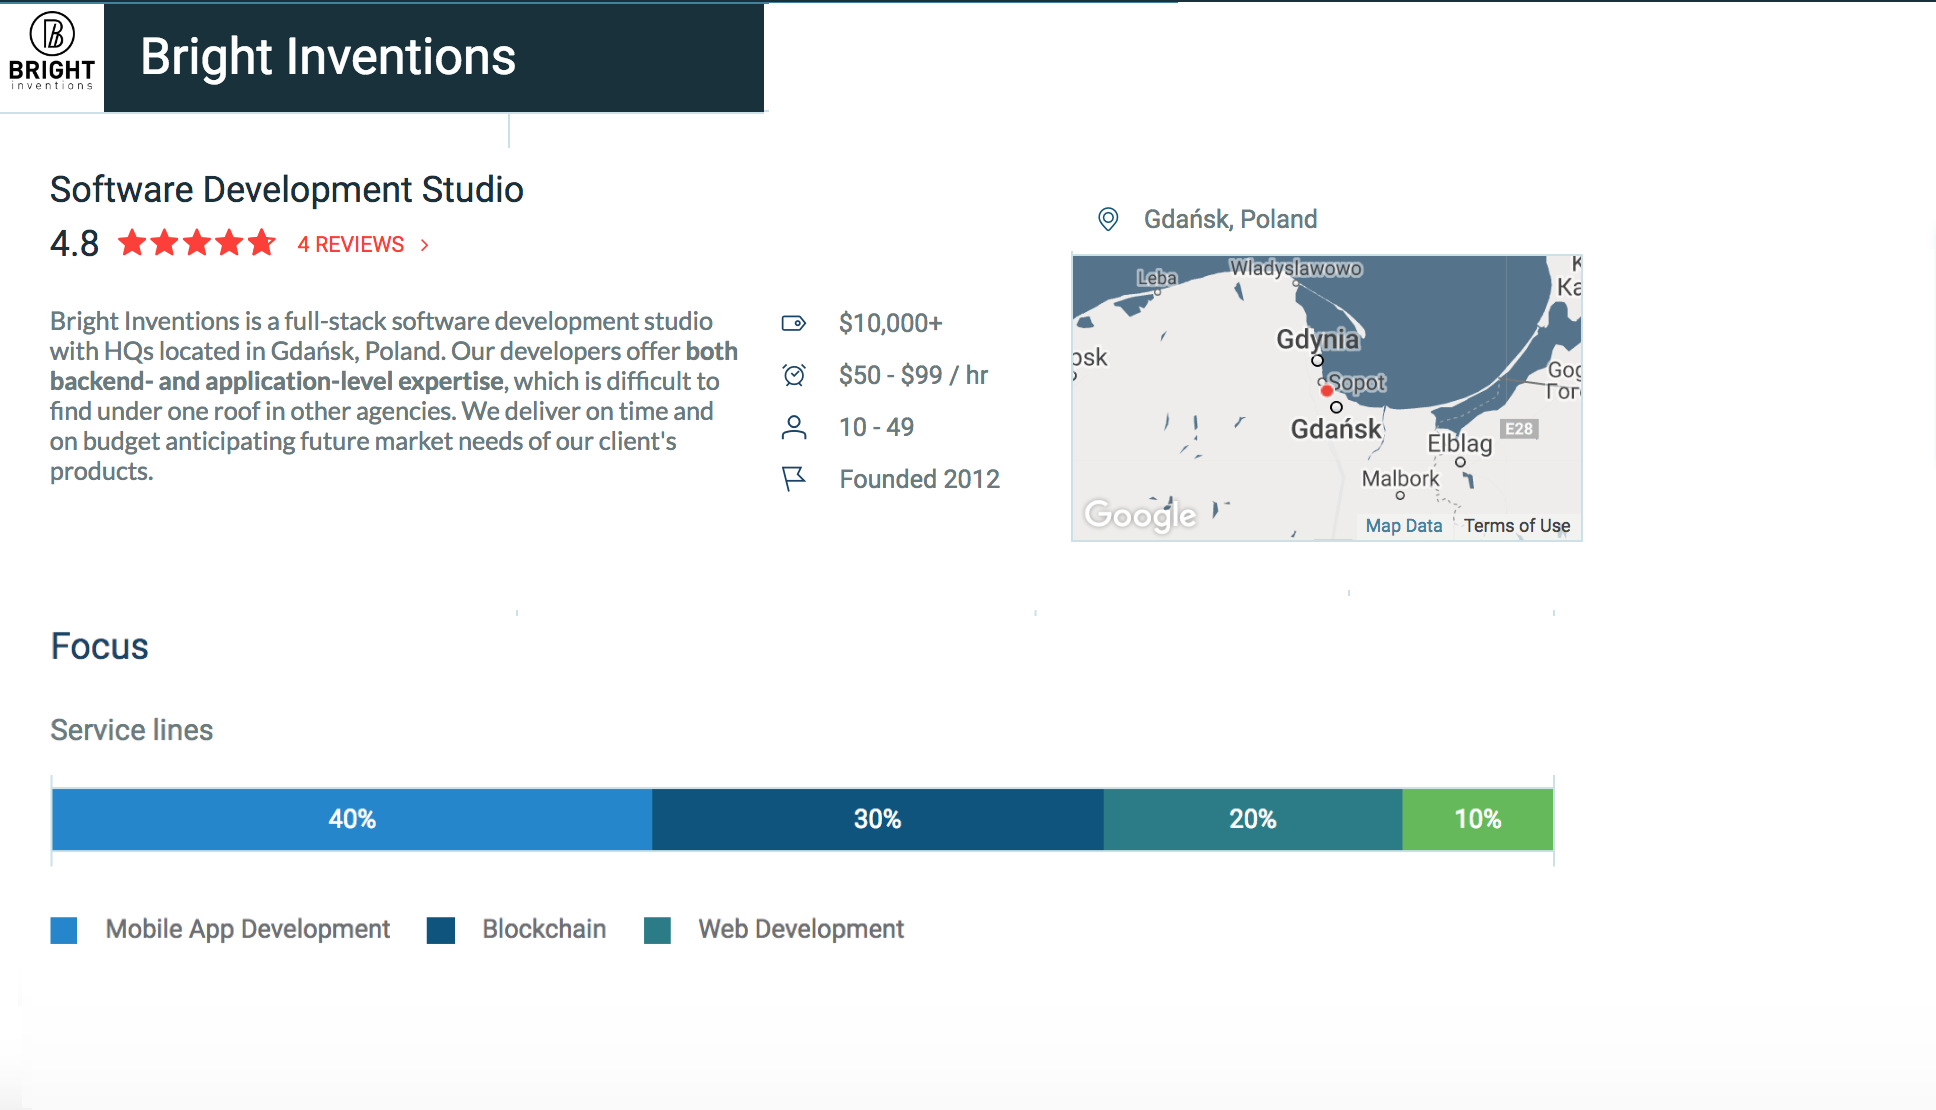 BRIGHT
inventions
Bright Inventions
Software Development Studio
4.8
4 REVIEWS
Bright Inventions is a full-stack software development studio
with HQs located in Gdańsk, Poland. Our developers offer both
backend- and application-level expertise, which is difficult to
find under one roof in other agencies. We deliver on time and
on budget anticipating future market needs of our client's
products.
$10,000+
$50 - $99 / hr
10 - 49
Founded 2012
Gdańsk, Poland
Leba
Wladyslawowo
Ka
Gdynia
psk
Sopot
Gog
Гор
Gdańsk
E28
Elblag
Malbork
Google
Map Data
Terms of Use
Focus
Service lines
40%
30%
20%
10%
Mobile App Development
Blockchain
Web Development